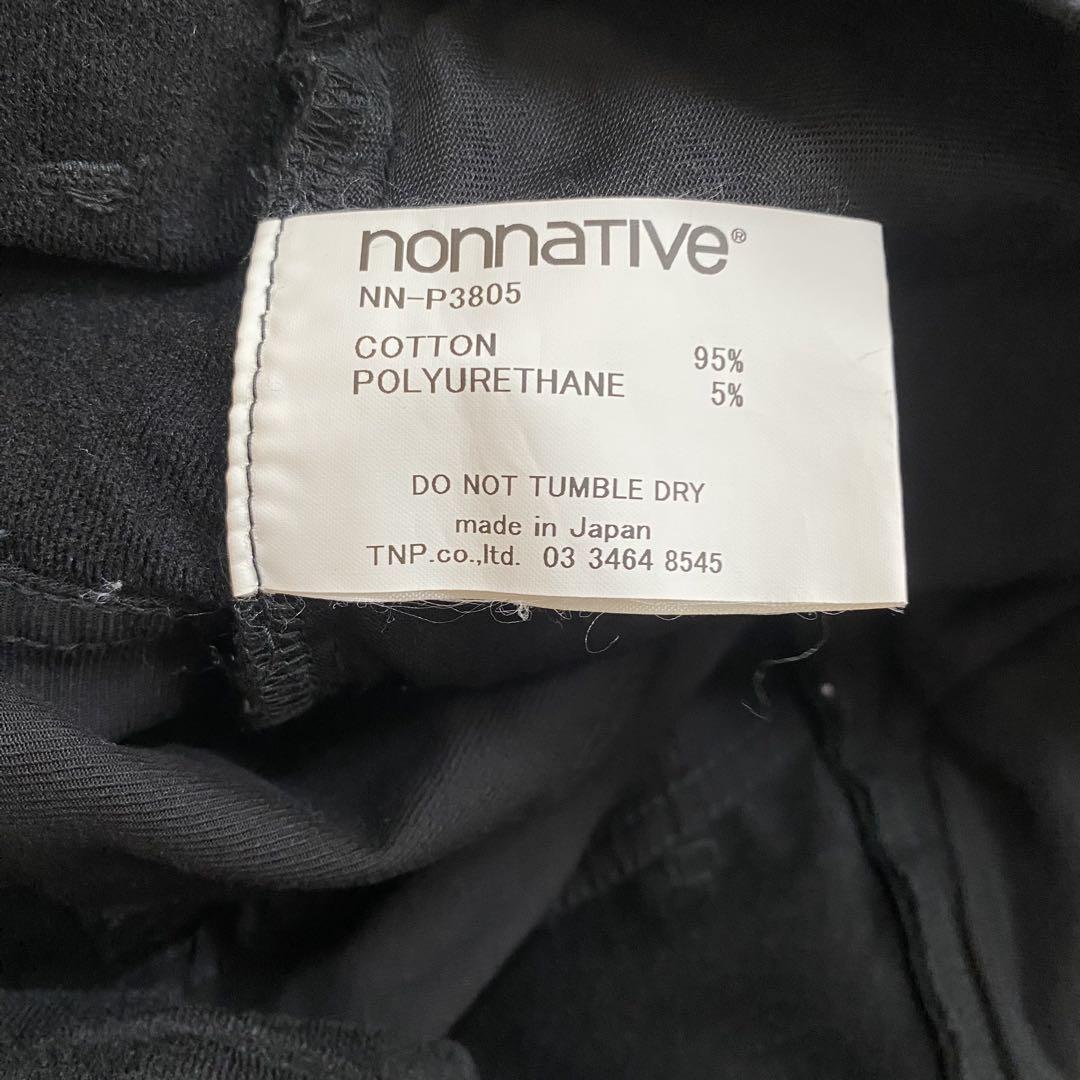 nonnaTIVe®
NN-P3805
COTTON 95%
POLYURETHANE 5%
DO NOT TUMBLE DRY
made in Japan
TNP.co.,ltd. 03 3464 8545